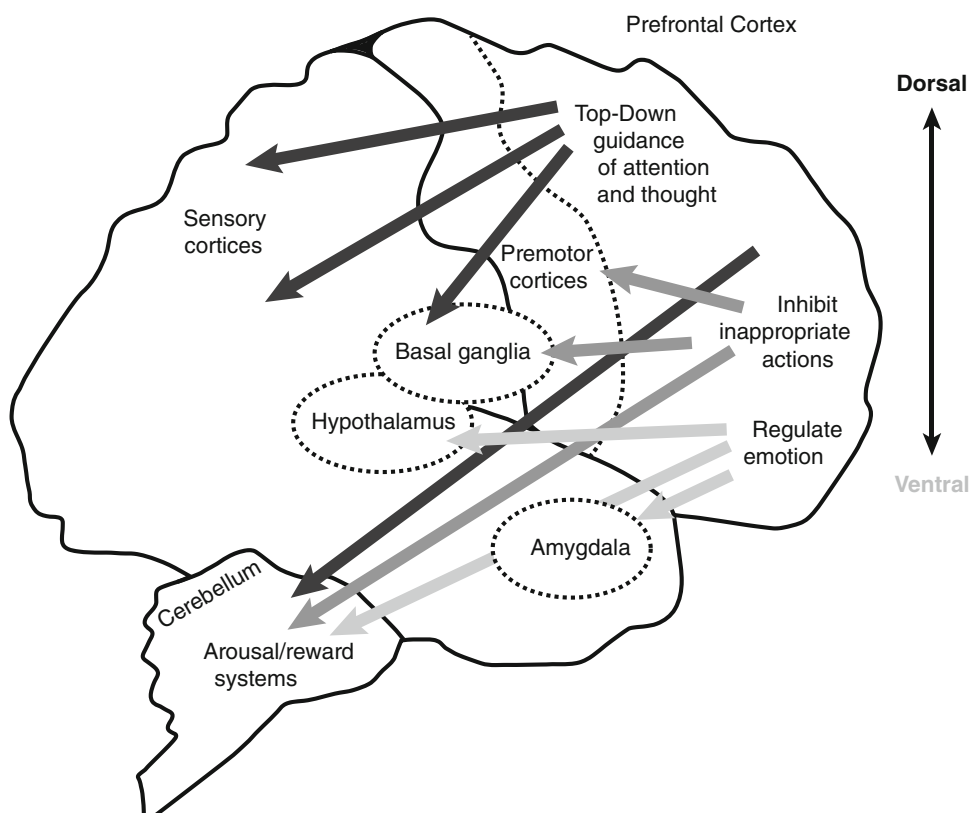 Prefrontal Cortex
Dorsal
Top-Down
guidance
of attention
and thought
Sensory
cortices
Premotor
cortices
Inhibit
inappropriate
actions
Basal ganglia
Hypothalamus
Regulate
emotion
Ventral
Amygdala
Cerebellum
Arousal/reward
systems